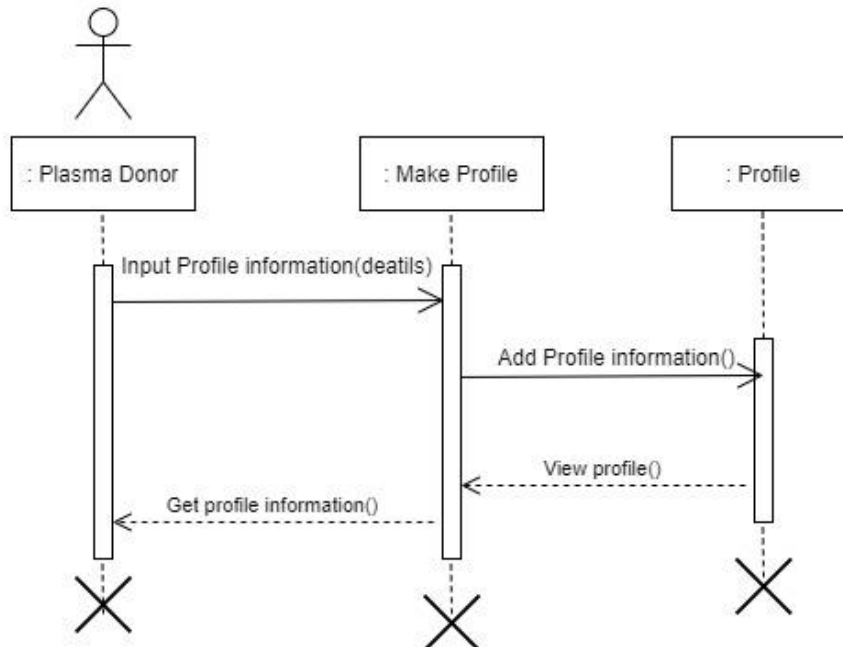 : Plasma Donor
: Make Profile
: Profile
Input Profile information(deatils)
Add Profile information()
View profile()
Get profile information()